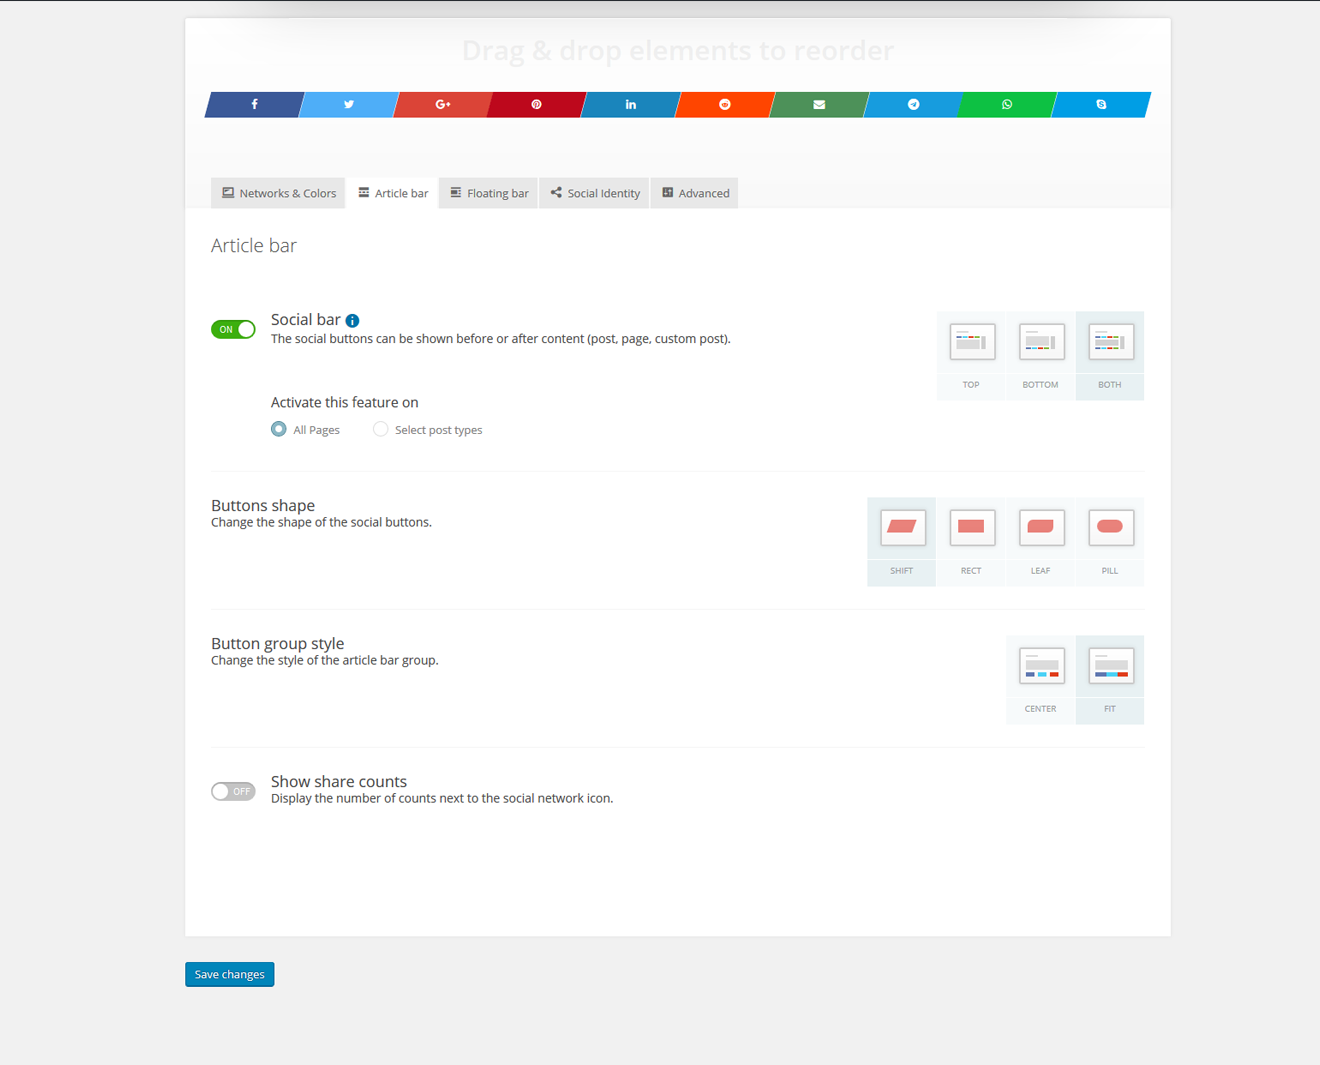 Drag & drop elements to reorder
Networks & Colors
Article bar
Floating bar
Social Identity
Advanced
Article bar
ON
Social bar
The social buttons can be shown before or after content (post, page, custom post).
TOP
BOTTOM
BOTH
Activate this feature on
All Pages
Select post types
Buttons shape
Change the shape of the social buttons.
SHIFT
RECT
LEAF
PILL
Button group style
Change the style of the article bar group.
CENTER
FIT
OFF
Show share counts
Display the number of counts next to the social network icon.
Save changes